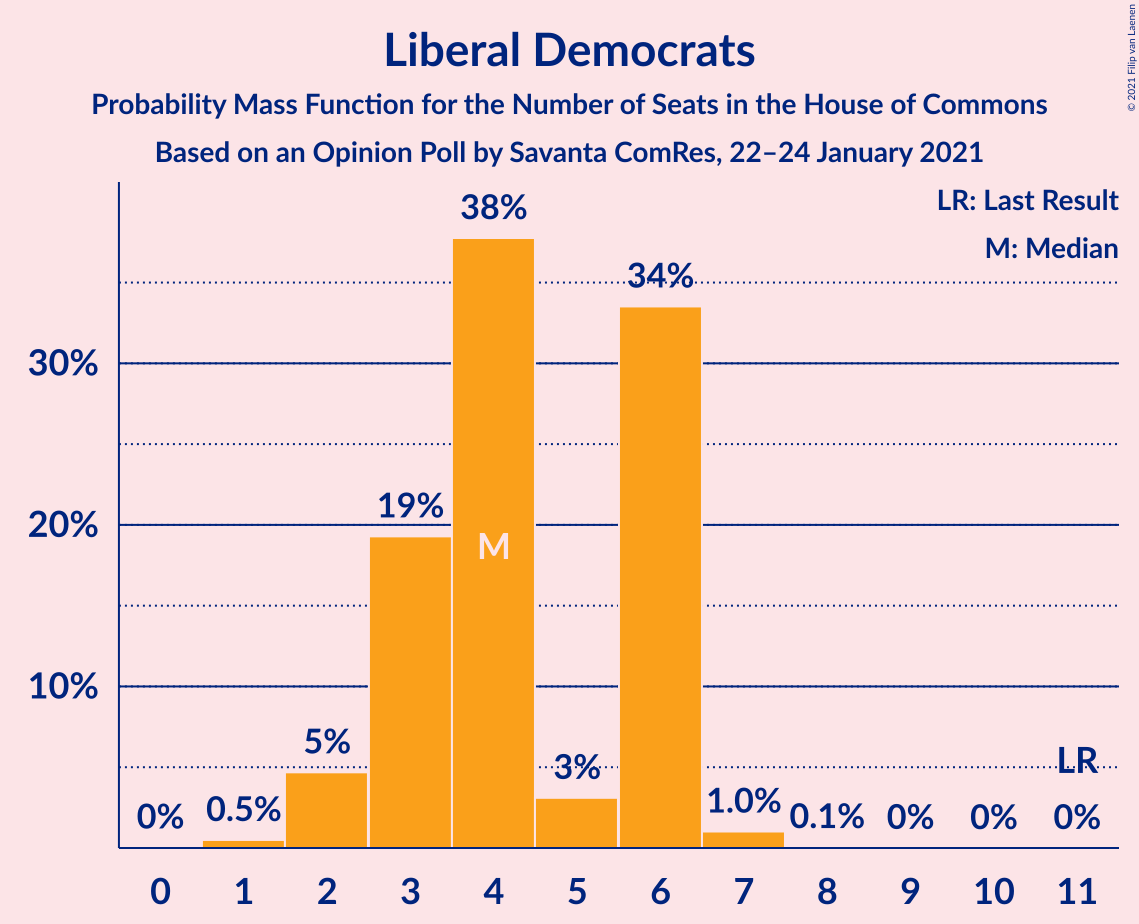 Liberal Democrats
Probability Mass Function for the Number of Seats in the House of Commons
Based on an Opinion Poll by Savanta ComRes, 22–24 January 2021
© 2021 Filip van Laenen
LR: Last Result
M: Median
38%
34%
30%
19%
20%
M
10%
5%
3%
LR
0%
0.5%
1.0%
0.1%
0%
0%
0%
0 1 2 3 4 5 6 7 8 9 10 11